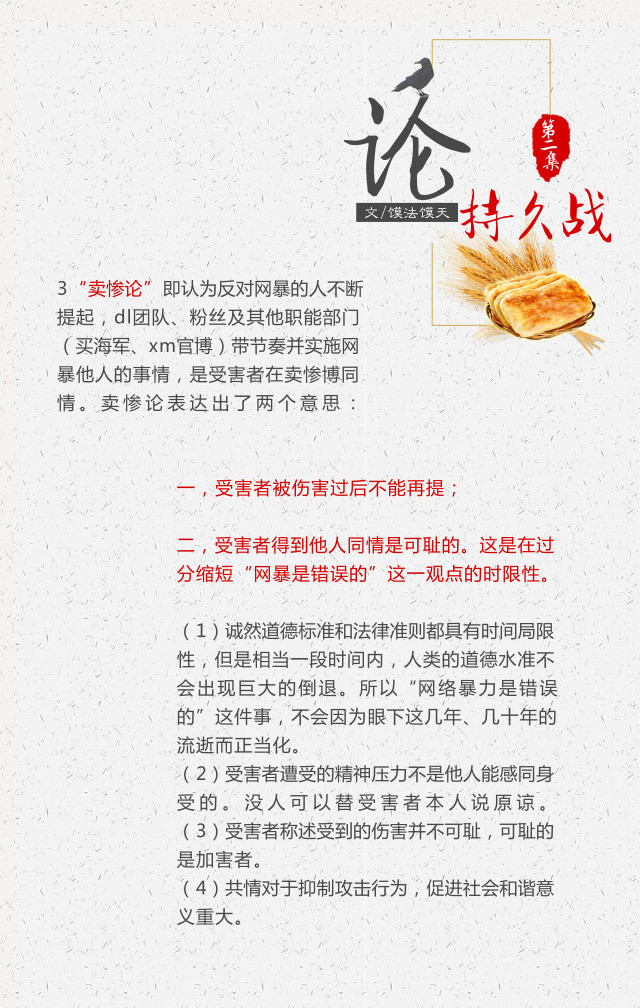 论
第二集
文/馍法馍天
持久战
3“卖惨论”即认为反对网暴的人不断
提起，dl团队、粉丝及其他职能部门
（买海军、xm官博）带节奏并实施网
暴他人的事情，是受害者在卖惨博同
情。卖惨论表达出了两个意思：
一，受害者被伤害过后不能再提；
二，受害者得到他人同情是可耻的。这是在过
分缩短“网暴是错误的”这一观点的时限性。
（1）诚然道德标准和法律准则都具有时间局限
性，但是相当一段时间内，人类的道德水准不
会出现巨大的倒退。所以“网络暴力是错误
的”这件事，不会因为眼下这几年、几十年的
流逝而正当化。
（2）受害者遭受的精神压力不是他人能感同身
受的。没人可以替受害者本人说原谅。
（3）受害者称述受到的伤害并不可耻，可耻的
是加害者。
（4）共情对于抑制攻击行为，促进社会和谐意
义重大。